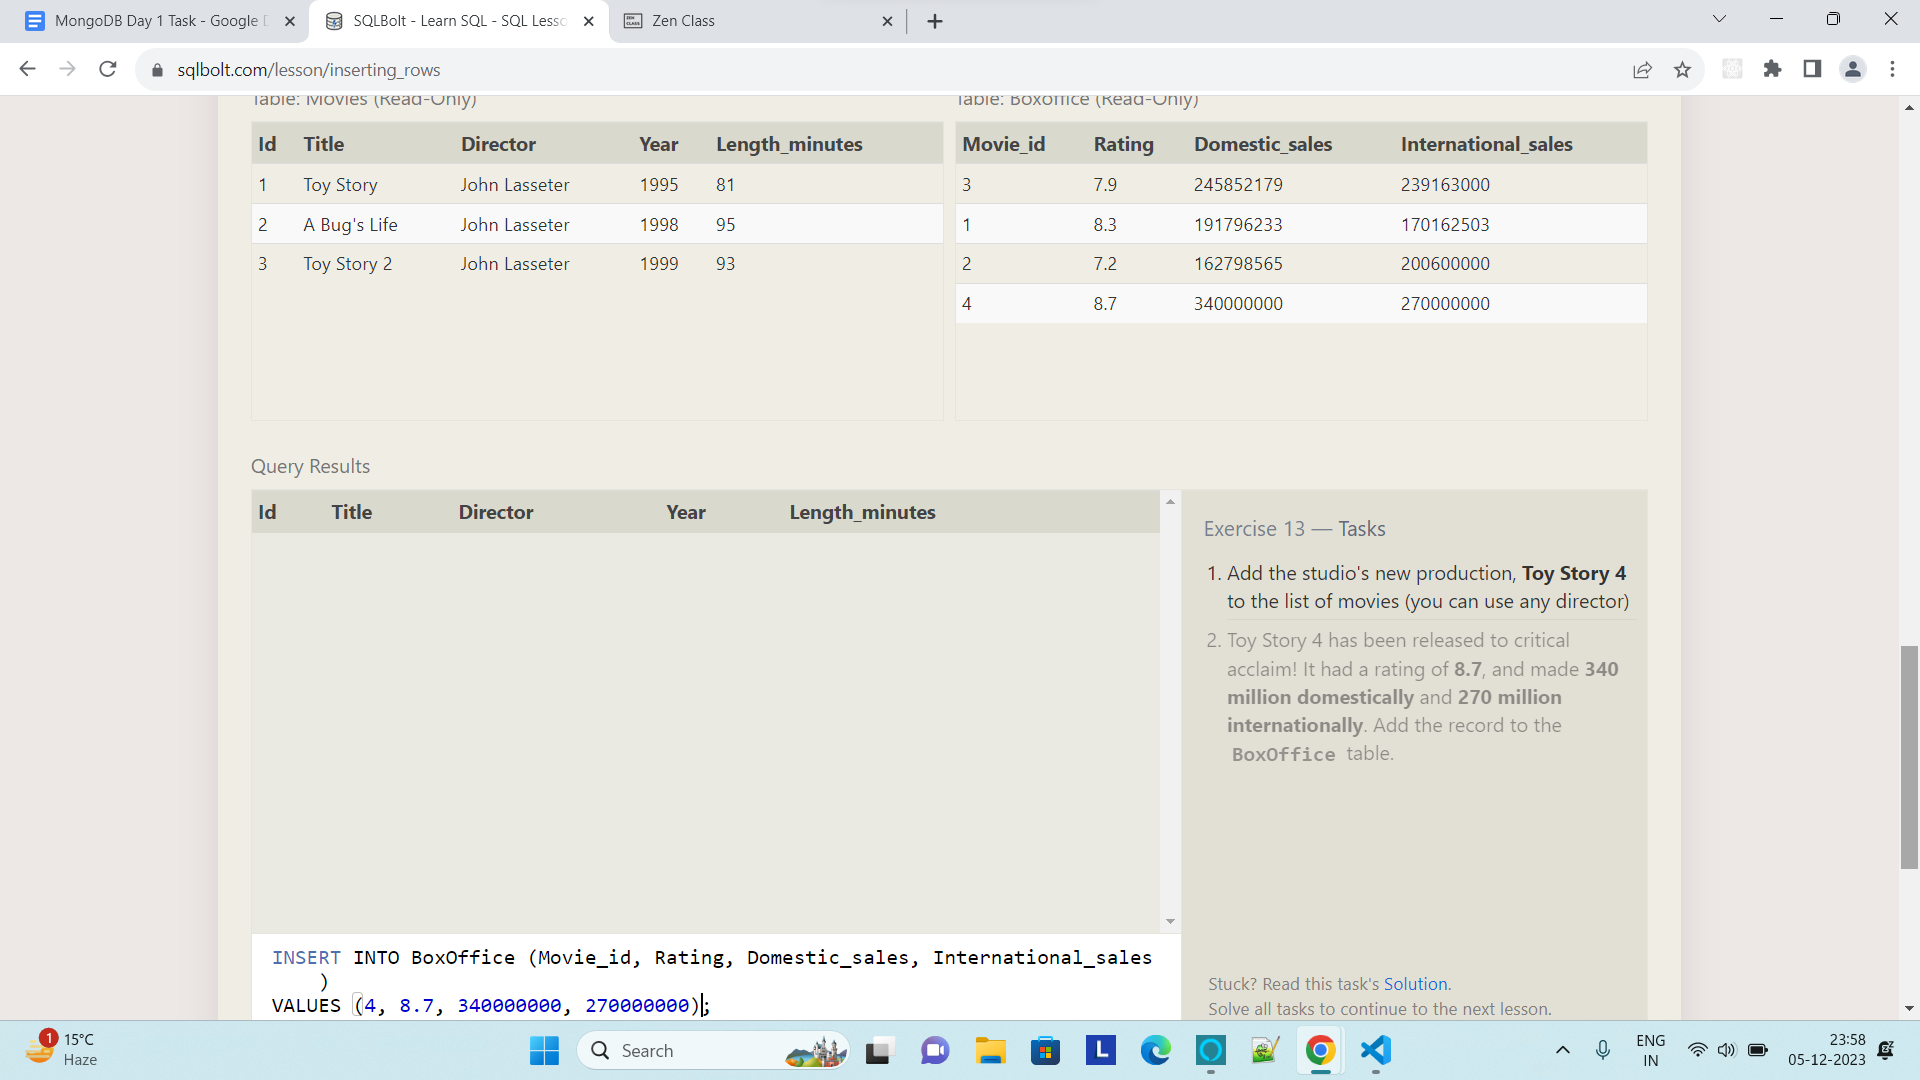 MongoDB Day 1 Task - Google D
SQLBolt - Learn SQL - SQL Lesso
Zen Class
sqlbolt.com/lesson/inserting_rows
Table: Movies (Read-Only)
Table: Boxoffice (Read-Only)
Id Title Director Year Length_minutes
1 Toy Story John Lasseter 1995 81
2 A Bug's Life John Lasseter 1998 95
3 Toy Story 2 John Lasseter 1999 93
Movie_id Rating Domestic_sales International_sales
3 7.9 245852179 239163000
1 8.3 191796233 170162503
2 7.2 162798565 200600000
4 8.7 340000000 270000000
Query Results
Id Title Director Year Length_minutes
Exercise 13 — Tasks
1. Add the studio's new production, Toy Story 4
to the list of movies (you can use any director)
2. Toy Story 4 has been released to critical
acclaim! It had a rating of 8.7, and made 340
million domestically and 270 million
internationally. Add the record to the
BoxOffice table.
INSERT INTO BoxOffice (Movie_id, Rating, Domestic_sales, International_sales
)
VALUES (4, 8.7, 340000000, 270000000);
Stuck? Read this task's Solution.
Solve all tasks to continue to the next lesson.
1
15°C
Haze
Search
L
ENG
IN
23:58
05-12-2023